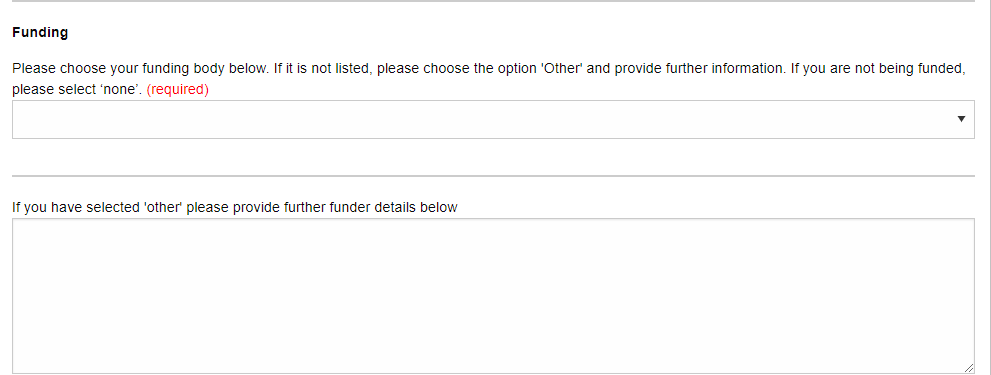 Funding
Please choose your funding body below. If it is not listed, please choose the option 'Other' and provide further information. If you are not being funded,
please select ‘none’. (required)
If you have selected 'other' please provide further funder details below